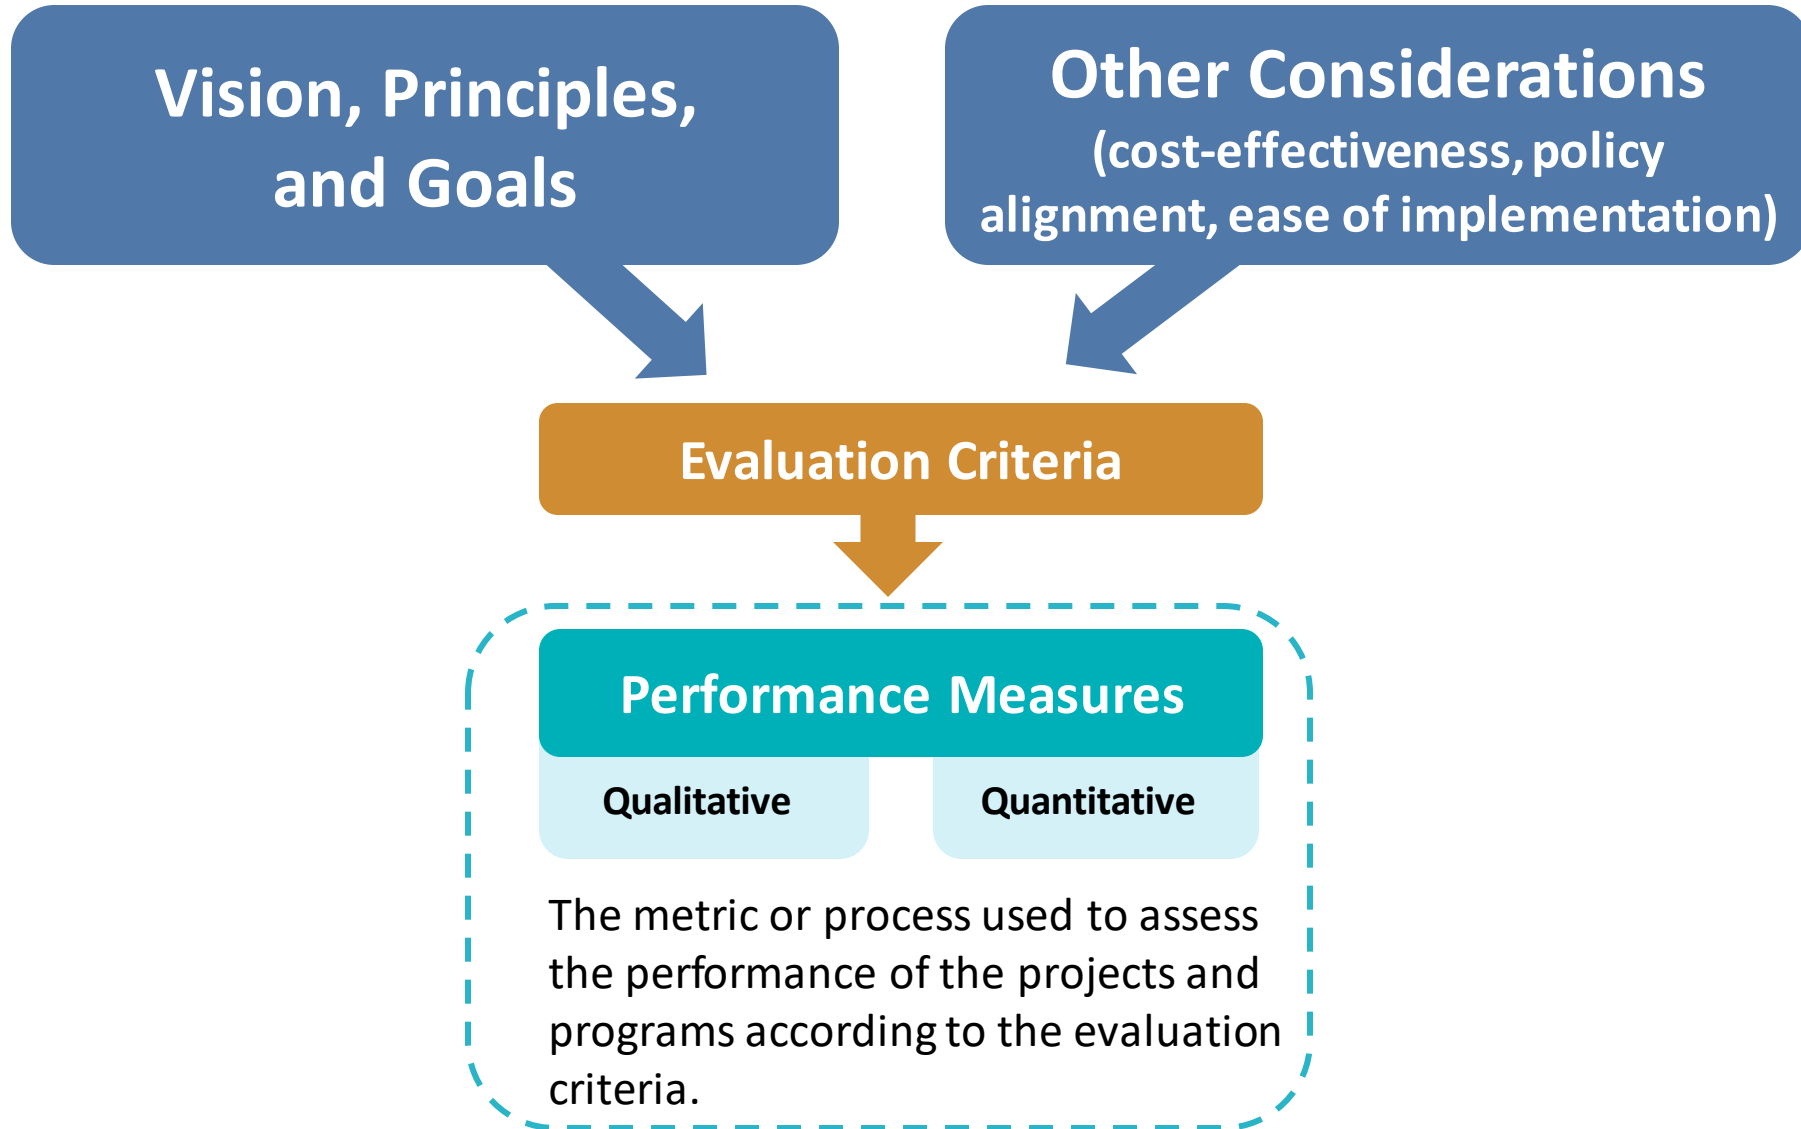 Vision, Principles,
and Goals
Other Considerations
(cost-effectiveness, policy
alignment, ease of implementation)
Evaluation Criteria
Performance Measures
Qualitative
Quantitative
The metric or process used to assess
the performance of the projects and
programs according to the evaluation
criteria.